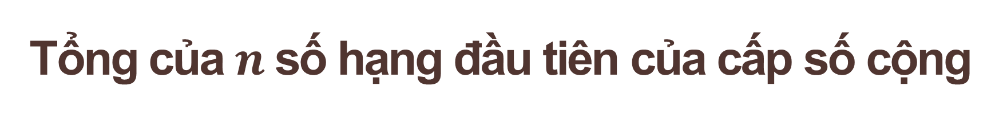 Tổng của n số hạng đầu tiên của cấp số cộng